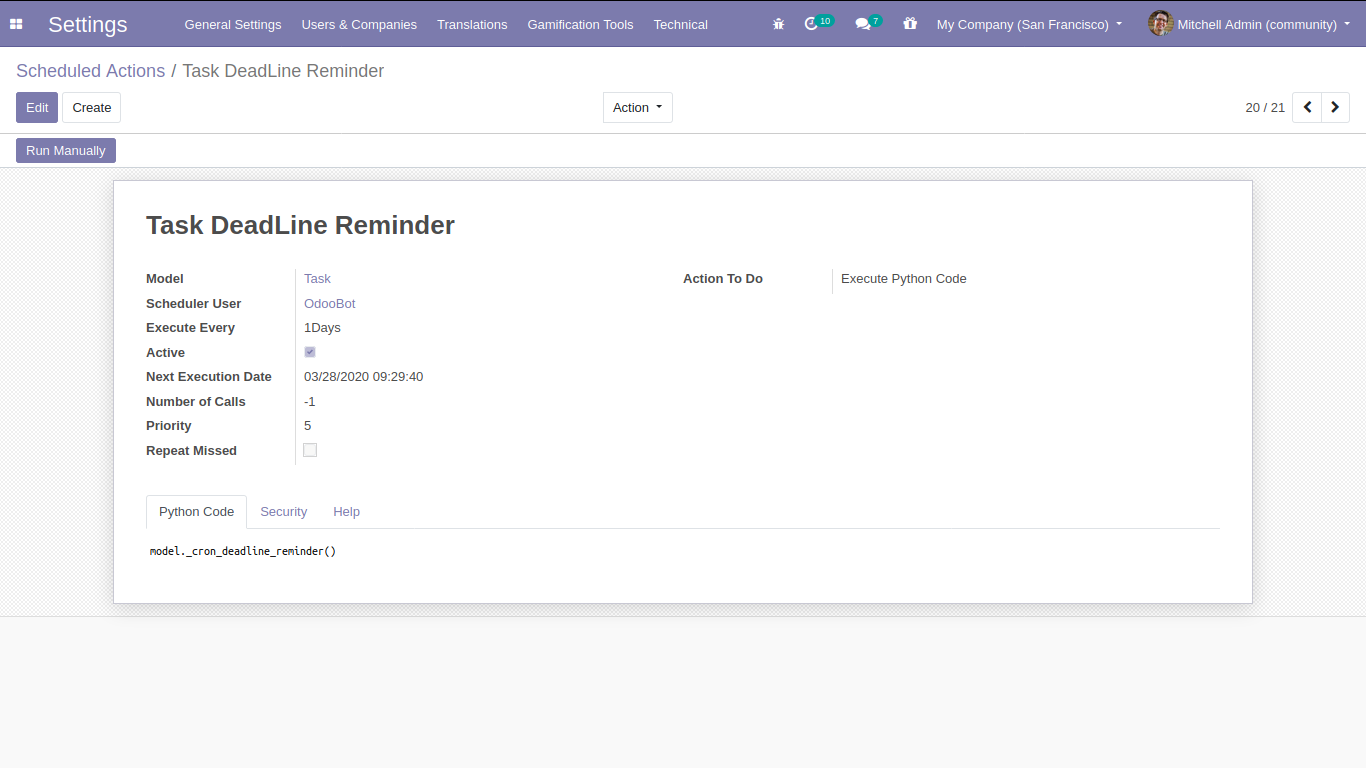 Settings General Settings Users & Companies Translations Gamification Tools Technical 10 7 My Company (San Francisco) Mitchell Admin (community)
Scheduled Actions / Task DeadLine Reminder
Edit Create Action 20 / 21
Run Manually
Task DeadLine Reminder
Model Task Action To Do Execute Python Code
Scheduler User OdooBot
Execute Every 1Days
Active
Next Execution Date 03/28/2020 09:29:40
Number of Calls -1
Priority 5
Repeat Missed
Python Code Security Help
model._cron_deadline_reminder()